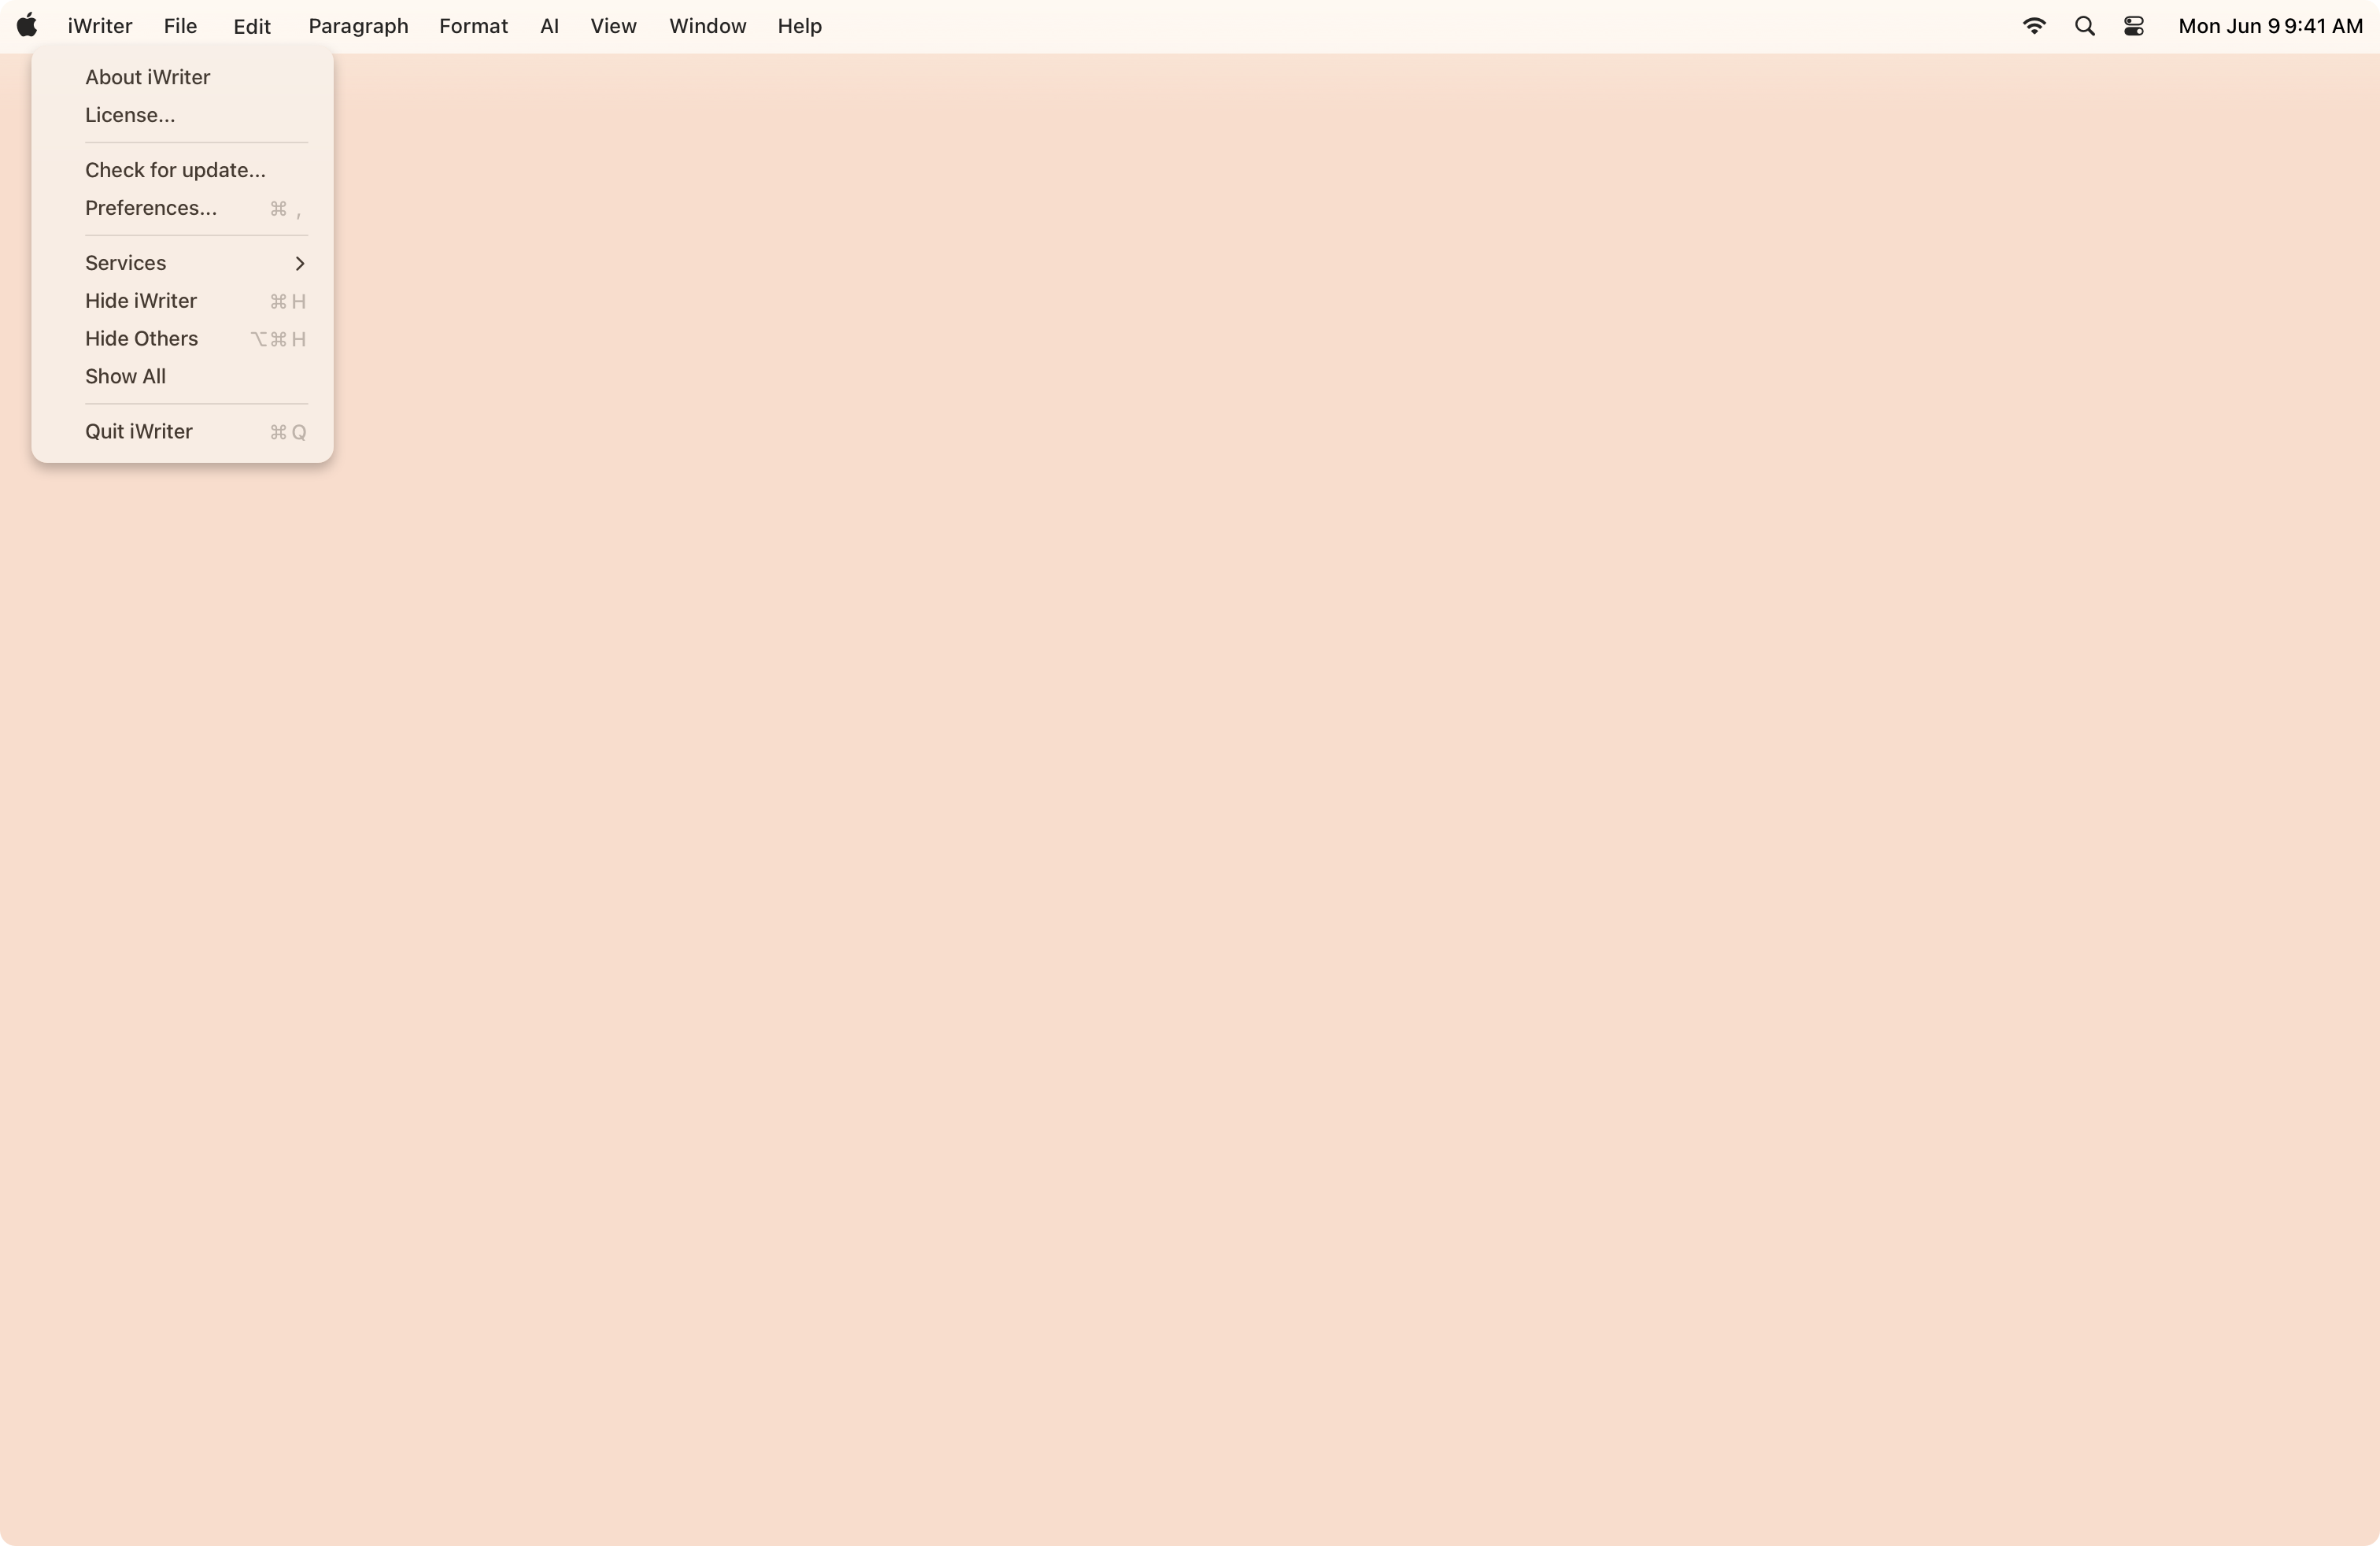 iWriter File Edit Paragraph Format AI View Window Help Mon Jun 9 9:41 AM
About iWriter
License...
Check for update...
Preferences... ⌘ ,
Services
Hide iWriter ⌘ H
Hide Others ⌥⌘ H
Show All
Quit iWriter ⌘ Q